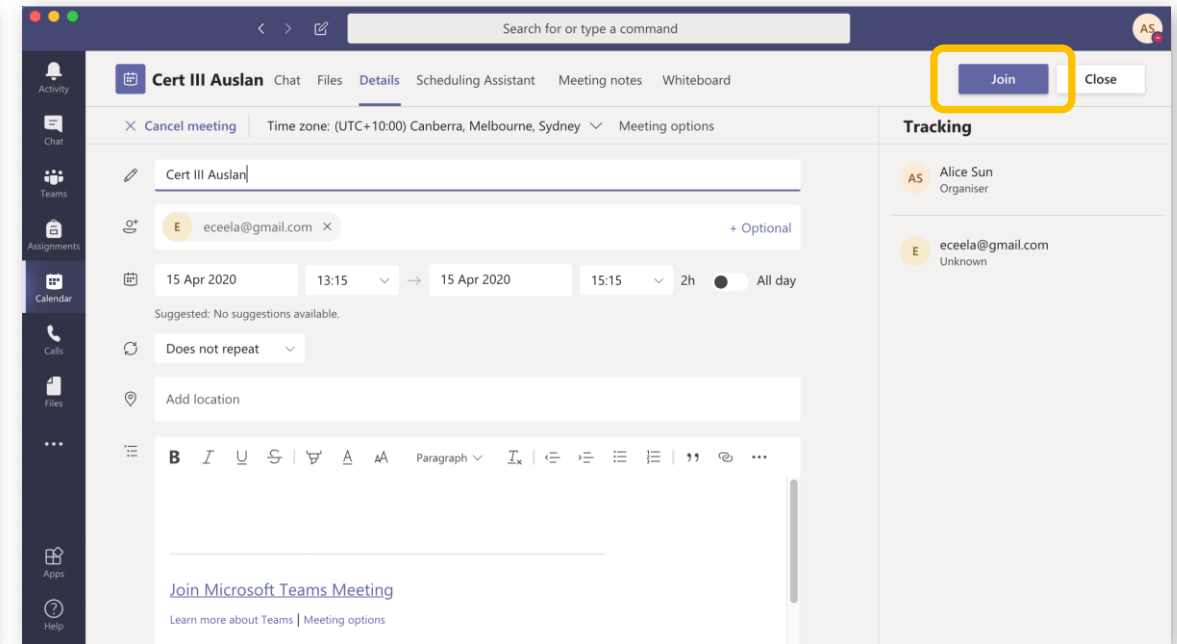 Search for or type a command
AS
Activity
Chat
Teams
Assignments
Calendar
Calls
Files
Apps
Help
Cert III Auslan Chat Files Details Scheduling Assistant Meeting notes Whiteboard Join Close
Cancel meeting Time zone: (UTC+10:00) Canberra, Melbourne, Sydney Meeting options
Cert III Auslan
E eceela@gmail.com × + Optional
15 Apr 2020 13:15 → 15 Apr 2020 15:15 2h All day
Suggested: No suggestions available.
Does not repeat
Add location
B I U S A AA Paragraph Tx
Join Microsoft Teams Meeting
Learn more about Teams | Meeting options
Tracking
AS Alice Sun
Organiser
E eceela@gmail.com
Unknown